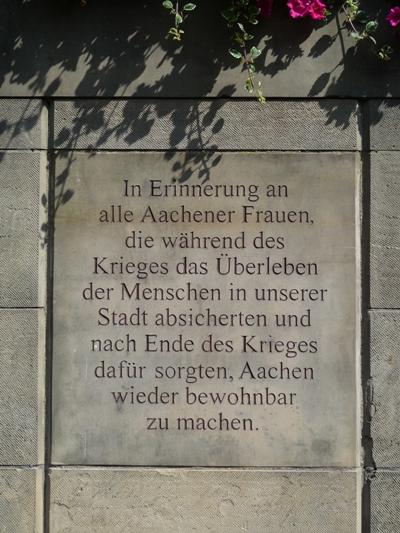 In Erinnerung an
alle Aachener Frauen,
die während des
Krieges das Überleben
der Menschen in unserer
Stadt absicherten und
nach Ende des Krieges
dafür sorgten, Aachen
wieder bewohnbar
zu machen.